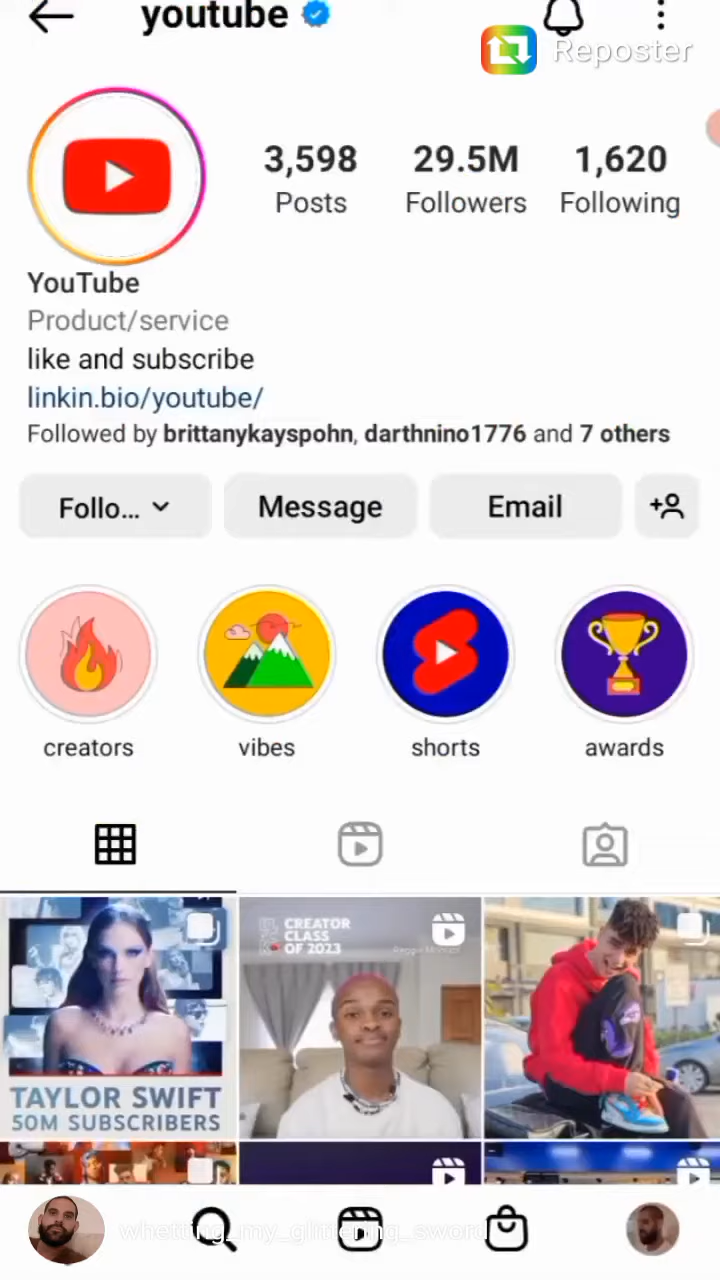 youtube
Reposter
3,598 29.5M 1,620
Posts Followers Following
YouTube
Product/service
like and subscribe
linkin.bio/youtube/
Followed by brittanykayspohn, darthnino1776 and 7 others
Follo... Message Email
creators vibes shorts awards
CREATOR
CLASS
OF 2023
TAYLOR SWIFT
50M SUBSCRIBERS
whetting_my_glittering_sword